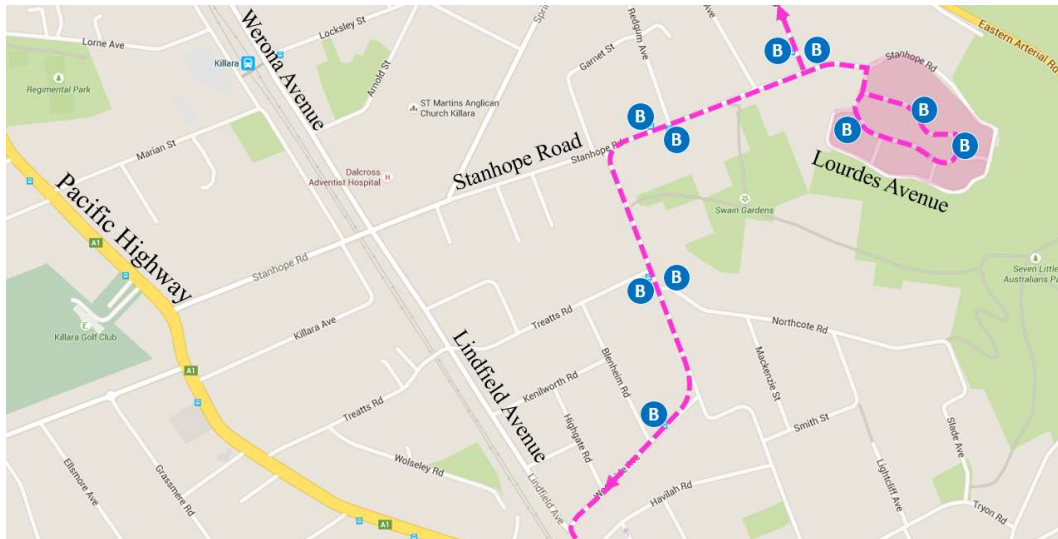 Lorne Ave
Regimental Park
Killara
Werona Avenue
Locksley St
Arnold St
Marian St
ST Martins Anglican
Church Killara
Dalcross
Adventist Hospital
H
Garnet St
Redgum Ave
B
B
B
B
Stanhope Rd
Stanhope Road
Eastern Arterial
Stanhope Rd
B
B
B
Lourdes Avenue
Swain Gardens
Seven Little
Pacific Highway
A1
Killara Golf Club
Stanhope Rd
Killara Ave
A1
Treatts Rd
Treatts Rd
Lindfield Avenue
B
B
Northcote Rd
Blenheim Rd
Kenilworth Rd
Highgate Rd
B
Mackenzie St
Smith St
Slade Ave
Ellsmore Ave
Grassmere Rd
A1
Wolseley Rd
Lindfield Ave
Havilah Rd
Lightcliff Ave
Tryon Rd